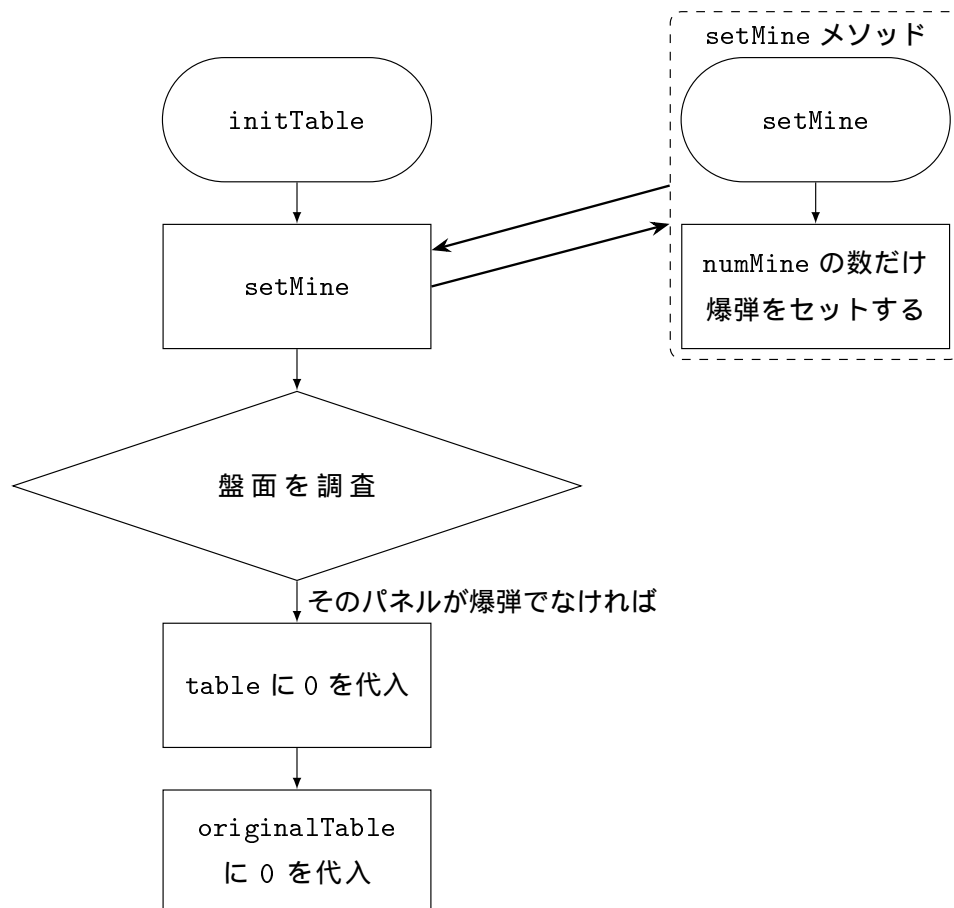 setMine メソッド
initTable
setMine
setMine
numMine の数だけ
爆弾をセットする
盤面を調査
そのパネルが爆弾でなければ
table に 0 を代入
originalTable
に 0 を代入